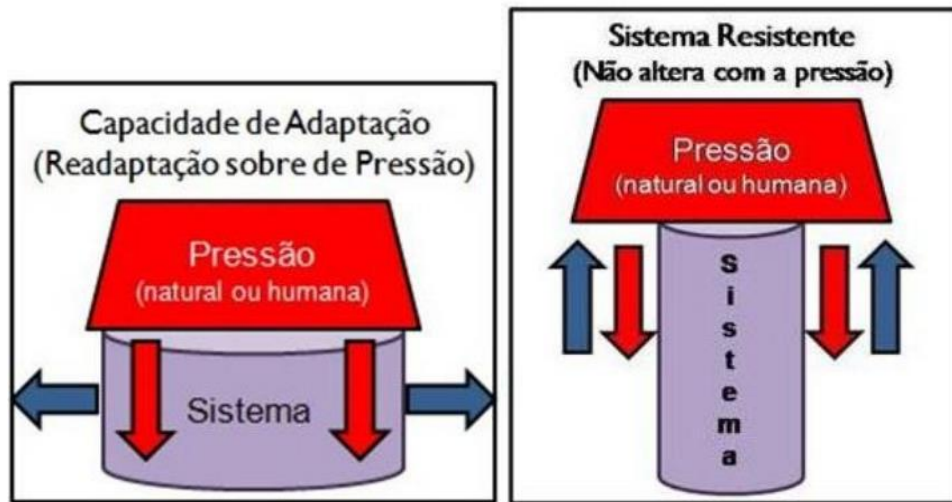 Capacidade de Adaptação
(Readaptação sobre de Pressão)
Pressão
(natural ou humana)
Sistema
Sistema Resistente
(Não altera com a pressão)
Pressão
(natural ou humana)
Sistema